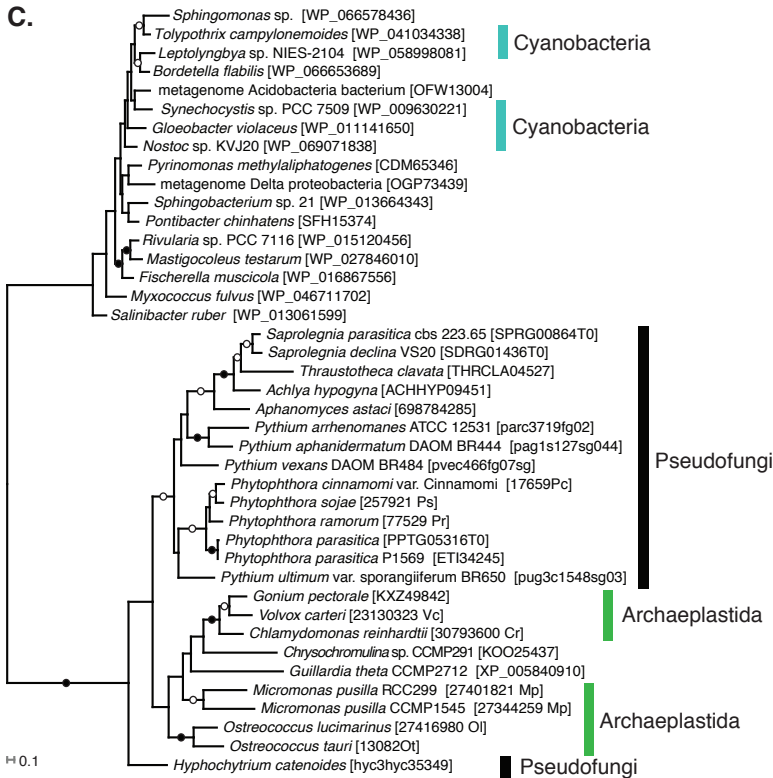 C.
Sphingomonas sp. [WP_066578436]
Tolypothrix campylonemoides [WP_041034338]
Leptolyngbya sp. NIES-2104 [WP_058998081]
Cyanobacteria
Bordetella flabilis [WP_066653689]
metagenome Acidobacteria bacterium [OFW13004]
Synechocystis sp. PCC 7509 [WP_009630221]
Gloeobacter violaceus [WP_011141650]
Cyanobacteria
Nostoc sp. KVJ20 [WP_069071838]
Pyrinomonas methylaliphatogenes [CDM65346]
metagenome Delta proteobacteria [OGP73439]
Sphingobacterium sp. 21 [WP_013664343]
Pontibacter chinhatens [SFH15374]
Rivularia sp. PCC 7116 [WP_015120456]
Mastigocoleus testarum [WP_027846010]
Fischerella muscicola [WP_016867556]
Myxococcus fulvus [WP_046711702]
Salinibacter ruber [WP_013061599]
Saprolegnia parasitica cbs 223.65 [SPRG00864T0]
Saprolegnia declina VS20 [SDRG01436T0]
Thraustotheca clavata [THRCLA04527]
Achlya hypogyna [ACHHYP09451]
Aphanomyces astaci [698784285]
Pythium arrhenomanes ATCC 12531 [parc3719fg02]
Pythium aphanidermatum DAOM BR444 [pag1s127sg044]
Pythium vexans DAOM BR484 [pvec466fg07sg]
Pseudofungi
Phytophthora cinnamomi var. Cinnamomi [17659Pc]
Phytophthora sojae [257921 Ps]
Phytophthora ramorum [77529 Pr]
Phytophthora parasitica [PPTG05316T0]
Phytophthora parasitica P1569 [ETI34245]
Pythium ultimum var. sporangiiferum BR650 [pug3c1548sg03]
Gonium pectorale [KXZ49842]
Volvox carteri [23130323 Vc]
Archaeplastida
Chlamydomonas reinhardtii [30793600 Cr]
Chrysochromulina sp. CCMP291 [KOO25437]
Guillardia theta CCMP2712 [XP_005840910]
Micromonas pusilla RCC299 [27401821 Mp]
Micromonas pusilla CCMP1545 [27344259 Mp]
Archaeplastida
Ostreococcus lucimarinus [27416980 Ol]
Ostreococcus tauri [13082Ot]
0.1
Hyphochytrium catenoides [hyc3hyc35349]
Pseudofungi